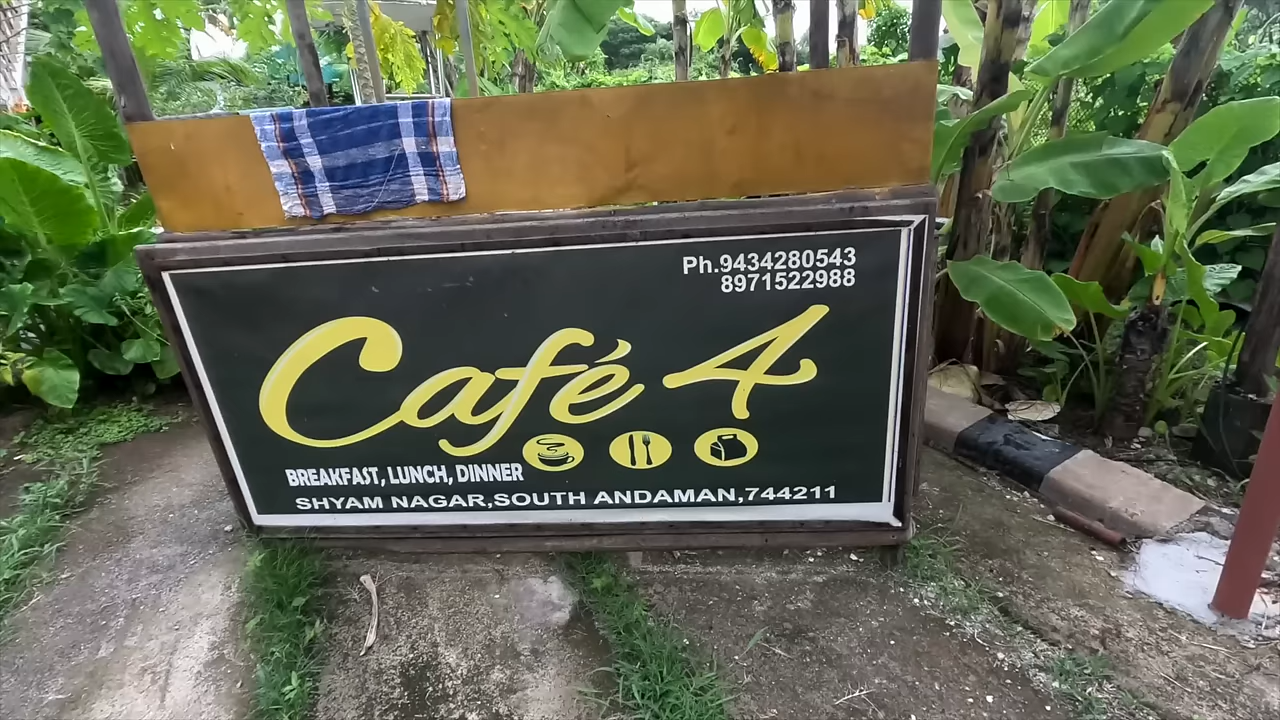 Ph.9434280543
8971522988
Café 4
BREAKFAST, LUNCH, DINNER
SHYAM NAGAR,SOUTH ANDAMAN,744211